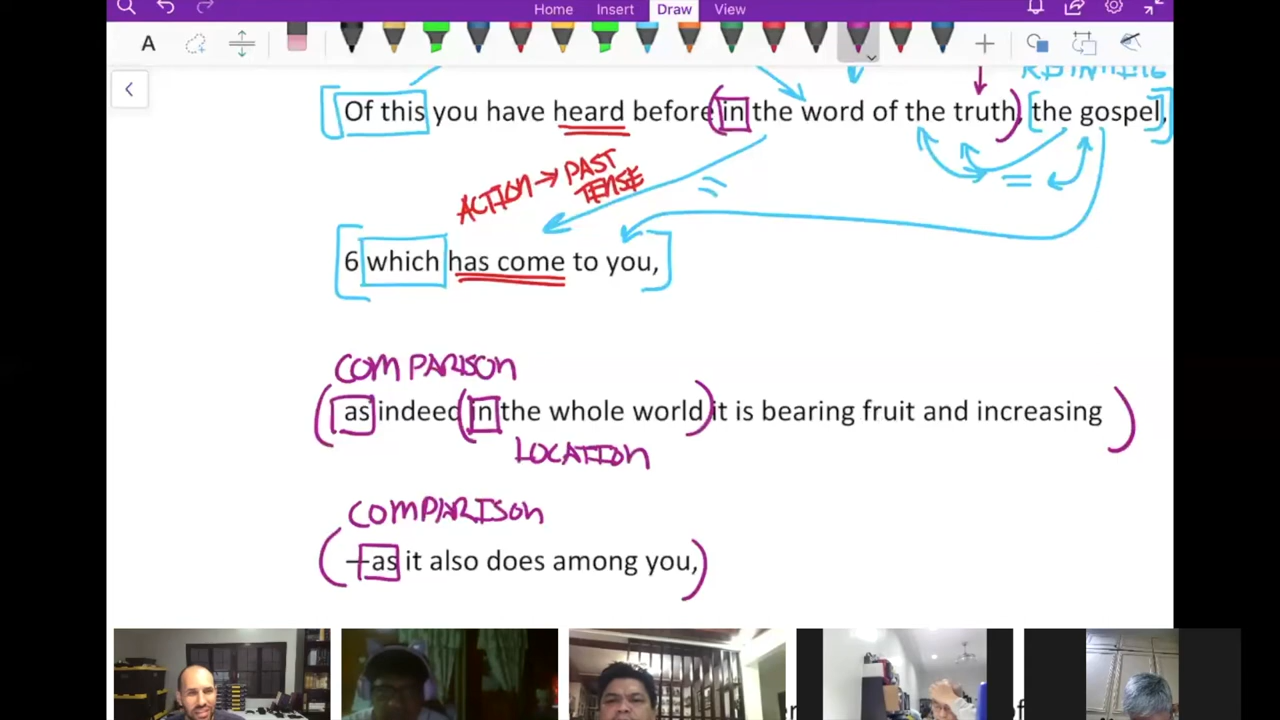 Home Insert Draw View
A
Of this you have heard before in the word of the truth, the gospel,
ACTION → PAST TENSE
=
=
6 which has come to you,
COMPARISON
as indeed in the whole world it is bearing fruit and increasing
LOCATION
COMPARISON
—as it also does among you,